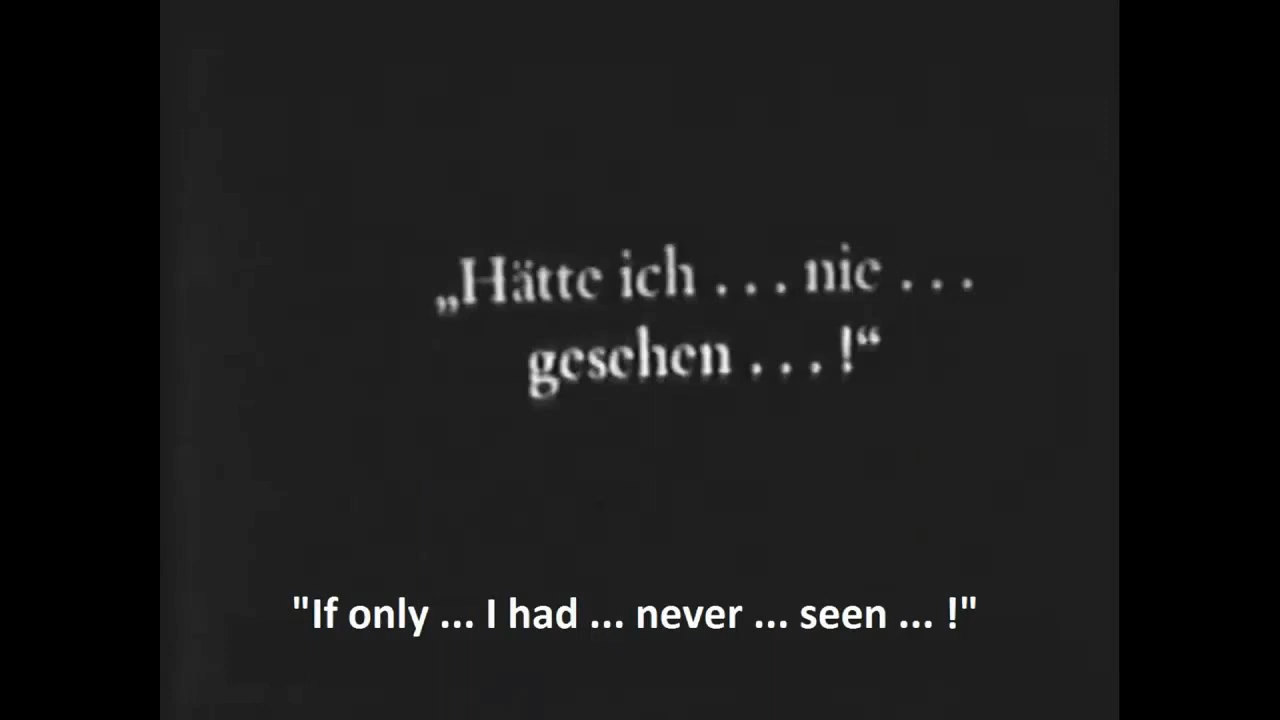 „Hätte ich . . . nie . . .
gesehen . . . !“
"If only ... I had ... never ... seen ... !"